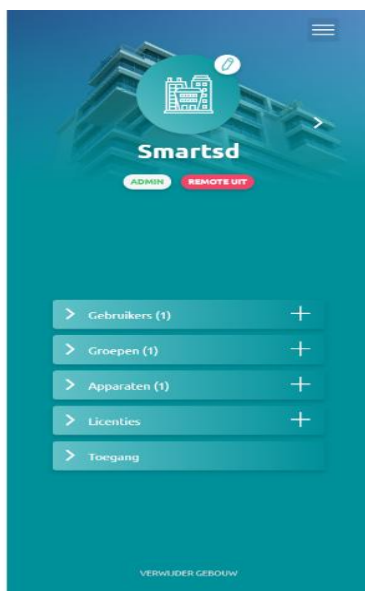 Smartsd
ADMIN REMOTE UIT
Gebruikers (1)
Groepen (1)
Apparaten (1)
Licenties
Toegang
VERWIJDER GEBOUW